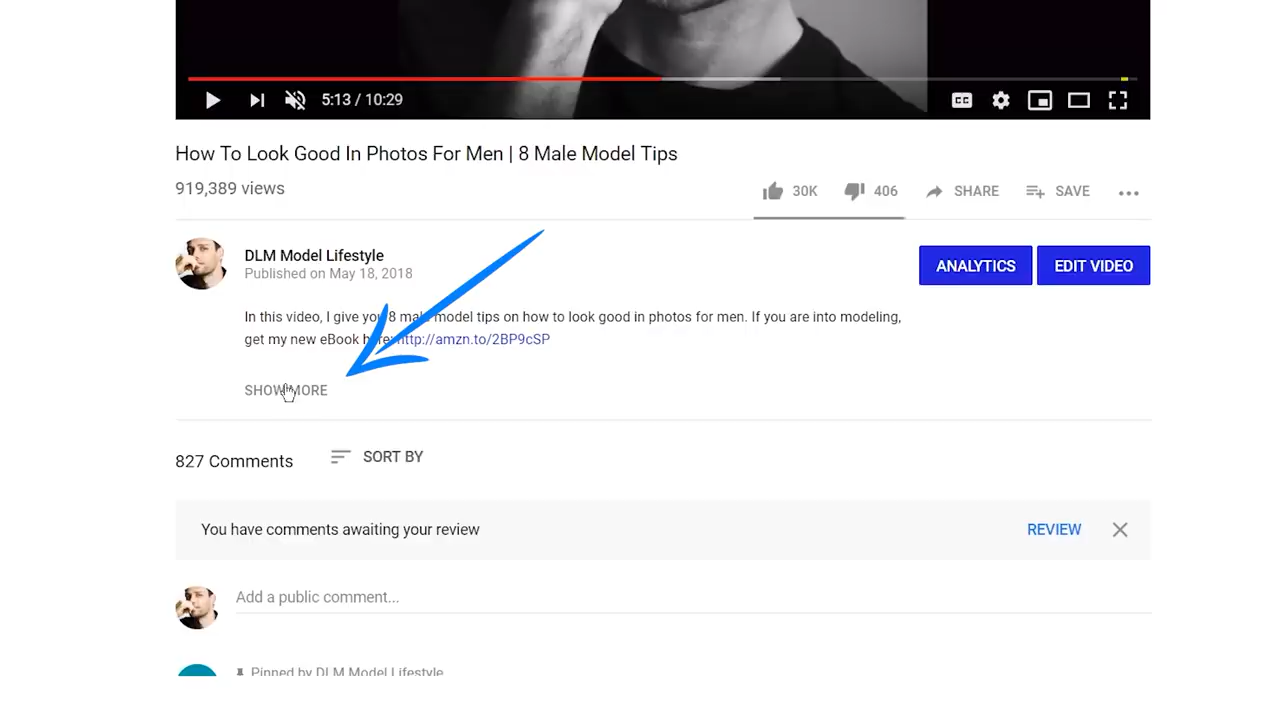 5:13 / 10:29
CC
How To Look Good In Photos For Men | 8 Male Model Tips
919,389 views
30K
406
SHARE
SAVE
DLM Model Lifestyle
Published on May 18, 2018
ANALYTICS
EDIT VIDEO
In this video, I give you 8 male model tips on how to look good in photos for men. If you are into modeling,
get my new eBook here: http://amzn.to/2BP9cSP
SHOW MORE
827 Comments
SORT BY
You have comments awaiting your review
REVIEW
Add a public comment...
Pinned by DLM Model Lifestyle